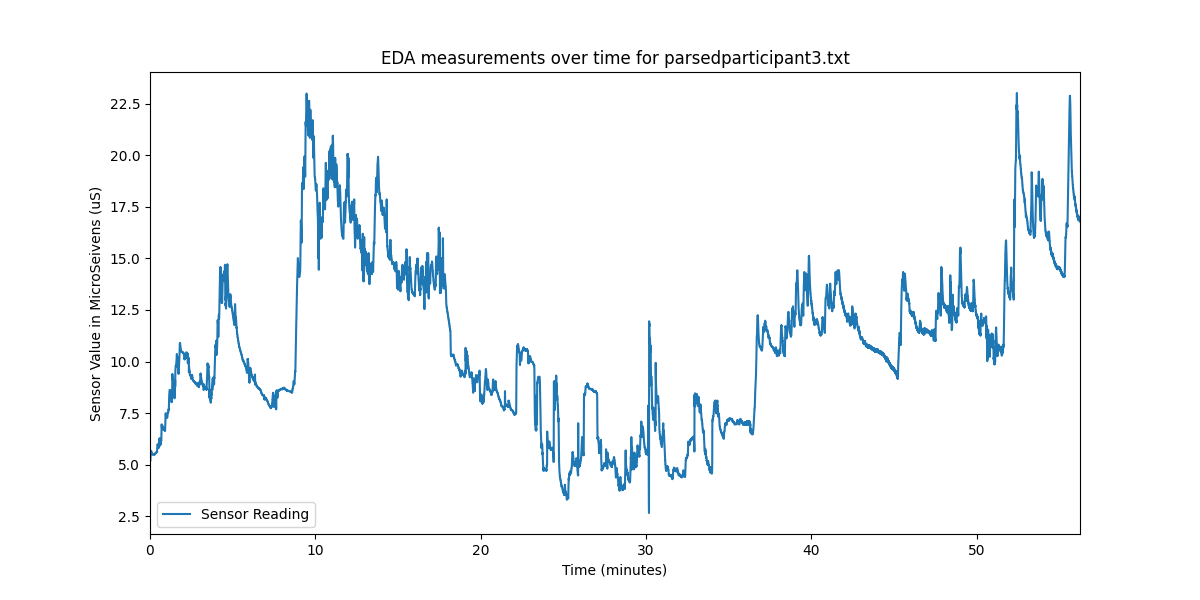 EDA measurements over time for parsedparticipant3.txt
Sensor Value in MicroSeivens (uS)
22.5
20.0
17.5
15.0
12.5
10.0
7.5
5.0
2.5
Sensor Reading
0 10 20 30 40 50
Time (minutes)